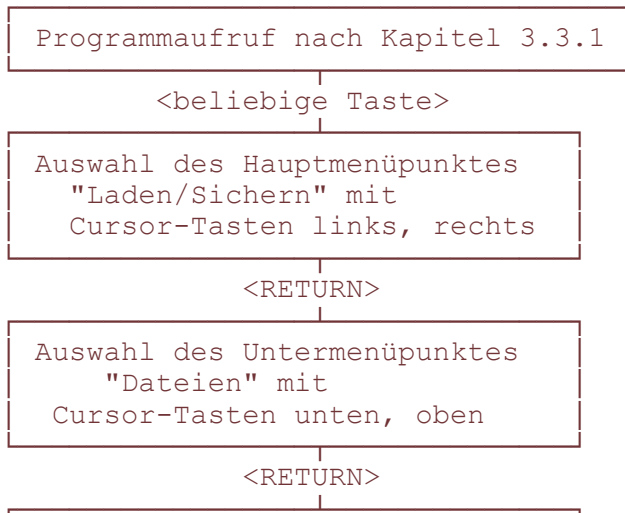 Programmaufruf nach Kapitel 3.3.1
<beliebige Taste>
Auswahl des Hauptmenüpunktes
"Laden/Sichern" mit
Cursor-Tasten links, rechts
<RETURN>
Auswahl des Untermenüpunktes
"Dateien" mit
Cursor-Tasten unten, oben
<RETURN>